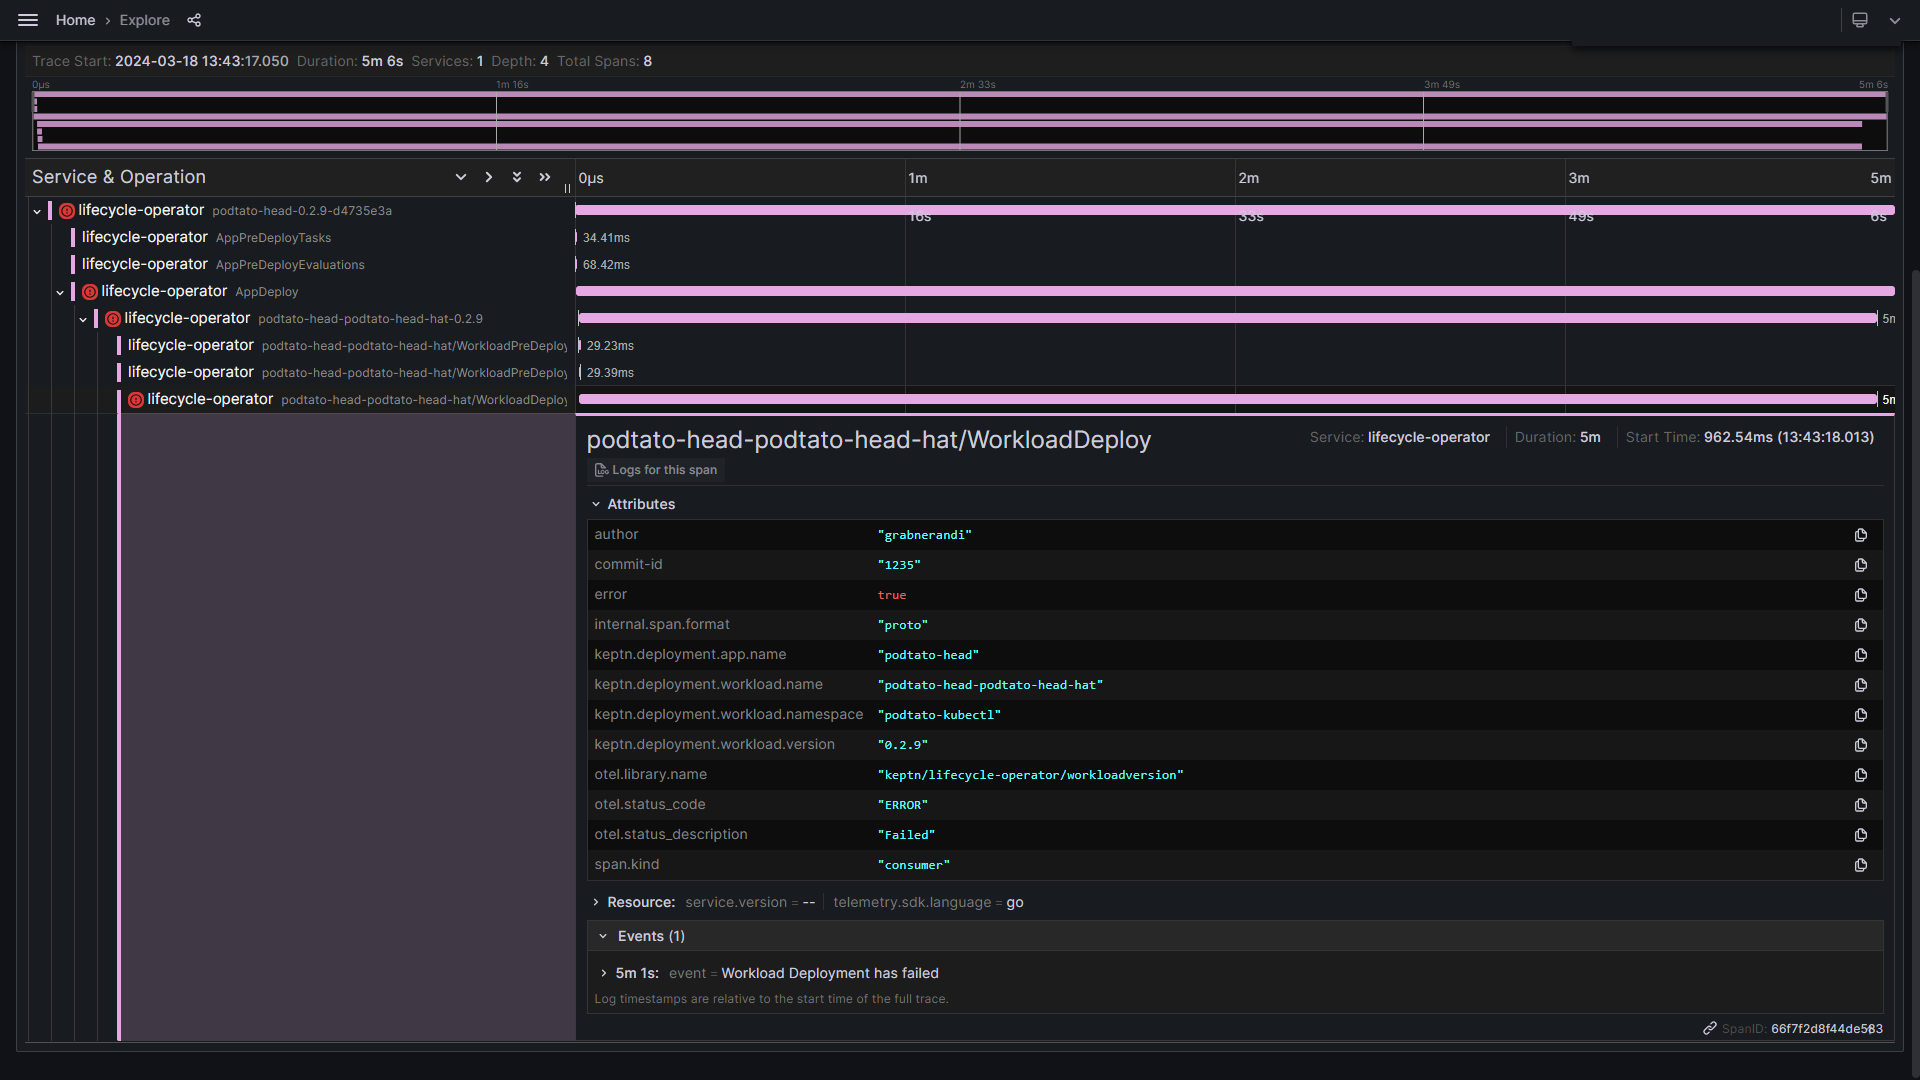 Home › Explore
Trace Start: 2024-03-18 13:43:17.050 Duration: 5m 6s Services: 1 Depth: 4 Total Spans: 8
0μs 1m 16s 2m 33s 3m 49s 5m 6s
Service & Operation 0μs 1m 2m 3m 5m
lifecycle-operator podtato-head-0.2.9-d4735e3a 16s 33s 49s 6s
lifecycle-operator AppPreDeployTasks 34.41ms
lifecycle-operator AppPreDeployEvaluations 68.42ms
lifecycle-operator AppDeploy
lifecycle-operator podtato-head-podtato-head-hat-0.2.9 5m
lifecycle-operator podtato-head-podtato-head-hat/WorkloadPreDeploy 29.23ms
lifecycle-operator podtato-head-podtato-head-hat/WorkloadPreDeploy 29.39ms
lifecycle-operator podtato-head-podtato-head-hat/WorkloadDeploy 5m
podtato-head-podtato-head-hat/WorkloadDeploy Service: lifecycle-operator Duration: 5m Start Time: 962.54ms (13:43:18.013)
Logs for this span
Attributes
author "grabnerandi"
commit-id "1235"
error true
internal.span.format "proto"
keptn.deployment.app.name "podtato-head"
keptn.deployment.workload.name "podtato-head-podtato-head-hat"
keptn.deployment.workload.namespace "podtato-kubectl"
keptn.deployment.workload.version "0.2.9"
otel.library.name "keptn/lifecycle-operator/workloadversion"
otel.status_code "ERROR"
otel.status_description "Failed"
span.kind "consumer"
Resource: service.version = -- telemetry.sdk.language = go
Events (1)
5m 1s: event = Workload Deployment has failed
Log timestamps are relative to the start time of the full trace.
SpanID: 66f7f2d8f44de583